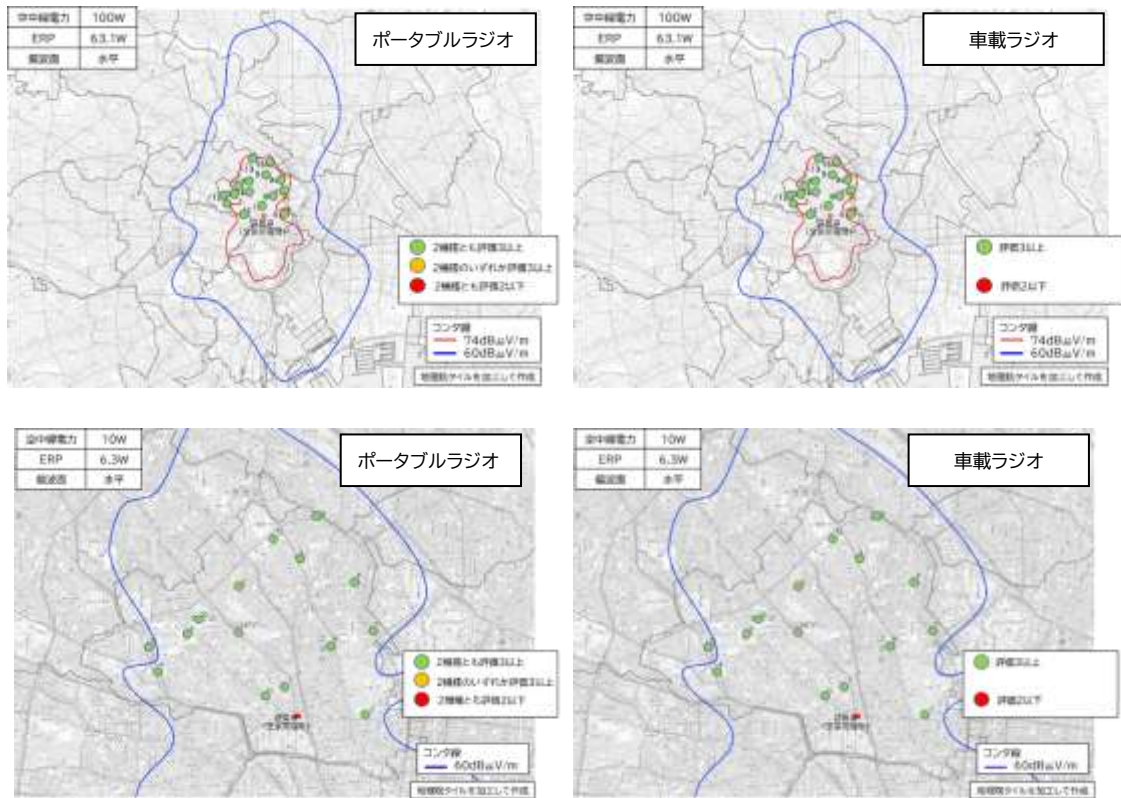 空中線電力 100W
ERP 63.1W
偏波面 水平
ポータブルラジオ
2機種とも評価3以上
2機種のいずれか評価3以上
2機種とも評価2以下
コンタ線
74dBμV/m
60dBμV/m
地理院タイルを加工して作成
空中線電力 100W
ERP 63.1W
偏波面 水平
車載ラジオ
評価3以上
評価2以下
コンタ線
74dBμV/m
60dBμV/m
地理院タイルを加工して作成
空中線電力 10W
ERP 6.3W
偏波面 水平
ポータブルラジオ
2機種とも評価3以上
2機種のいずれか評価3以上
2機種とも評価2以下
コンタ線
60dBμV/m
地理院タイルを加工して作成
空中線電力 10W
ERP 6.3W
偏波面 水平
車載ラジオ
評価3以上
評価2以下
コンタ線
60dBμV/m
地理院タイルを加工して作成